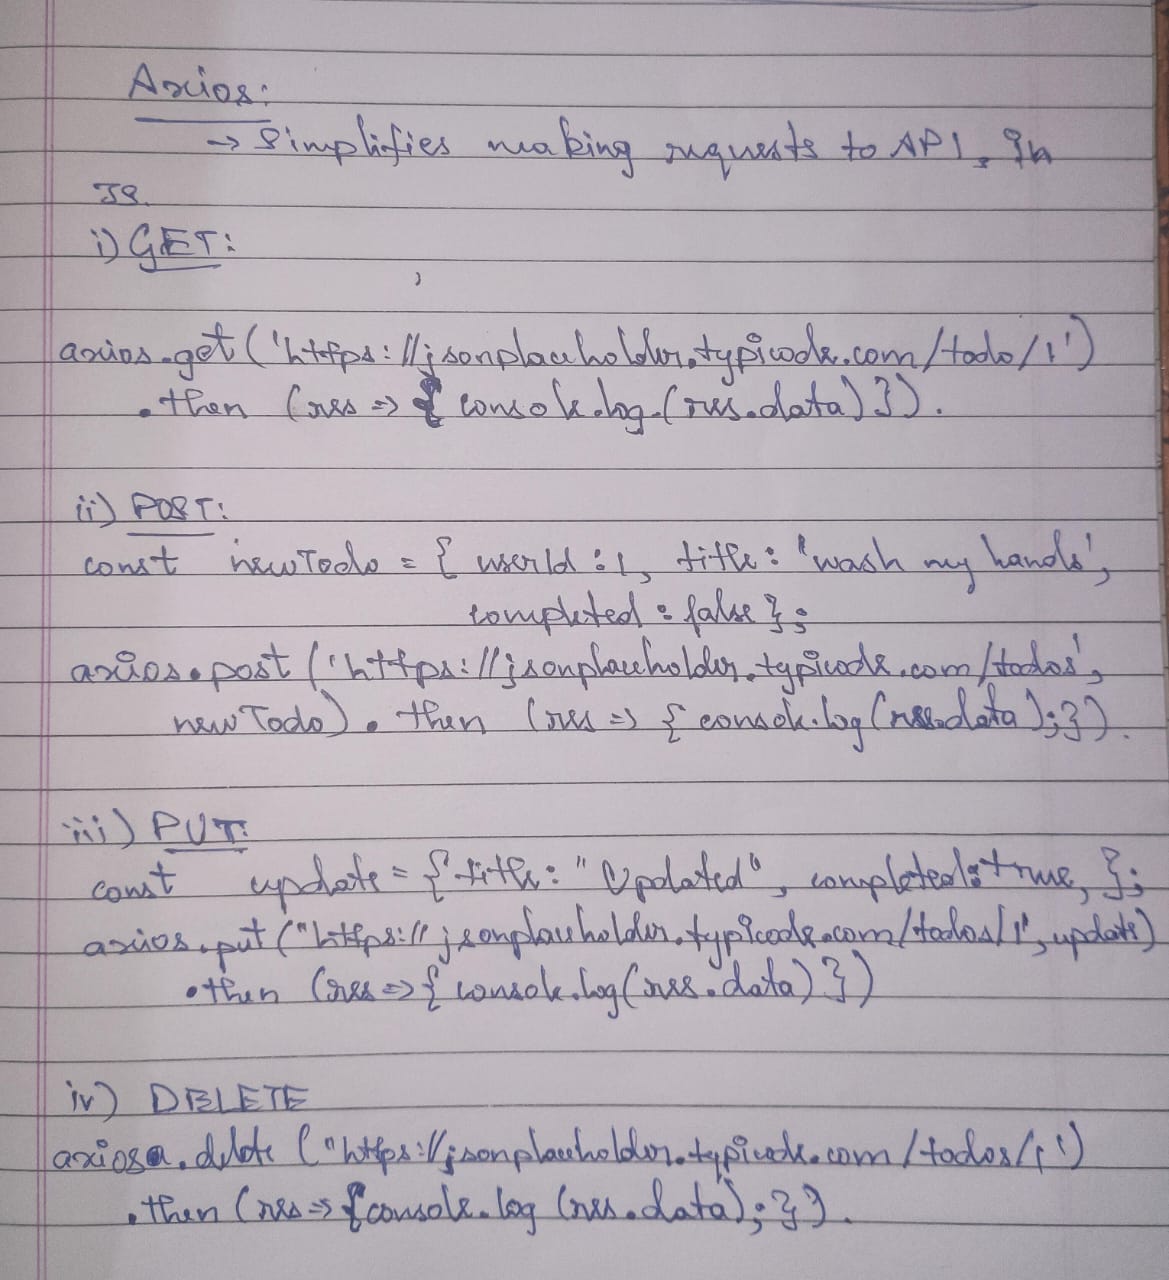 Axios:
→ Simplifies making requests to API, in
JS.
i) GET:
axios.get('https://jsonplaceholder.typicode.com/todo/1')
.then (res => { console.log.(res.data) }).
ii) POST:
const newTodo = { userId : 1, title : 'wash my hands',
completed : false };
axios.post ('https://jsonplaceholder.typicode.com/todos',
newTodo). then (res => { console.log(res.data);}).
iii) PUT:
const update = { title: "Updated", completed: true, };
axios.put ("https://jsonplaceholder.typicode.com/todos/1", update)
.then (res => { console.log(res.data) })
iv) DELETE
axios.delete ("https://jsonplaceholder.typicode.com/todos/1')
.then (res => {console.log (res.data); }).